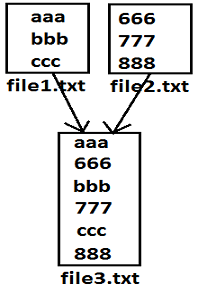 aaa
bbb
ccc
file1.txt
666
777
888
file2.txt
aaa
666
bbb
777
ccc
888
file3.txt